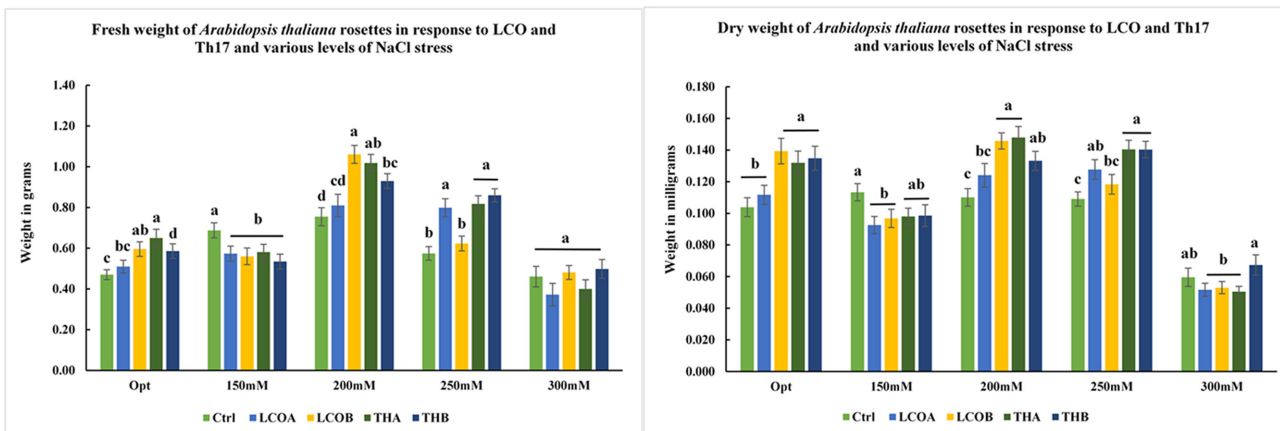 Fresh weight of Arabidopsis thaliana rosettes in response to LCO and
Th17 and various levels of NaCl stress
Weight in grams
1.40
1.20
1.00
0.80
0.60
0.40
0.20
0.00
c bc ab a d
a b
d cd a ab bc
b a b a
a
Opt 150mM 200mM 250mM 300mM
Ctrl LCOA LCOB THA THB
Dry weight of Arabidopsis thaliana rosettes in response to LCO and Th17
and various levels of NaCl stress
Weight in milligrams
0.180
0.160
0.140
0.120
0.100
0.080
0.060
0.040
0.020
0.000
b a
a b ab
c bc a ab
c ab bc a
ab b a
Opt 150mM 200mM 250mM 300mM
Ctrl LCOA LCOB THA THB